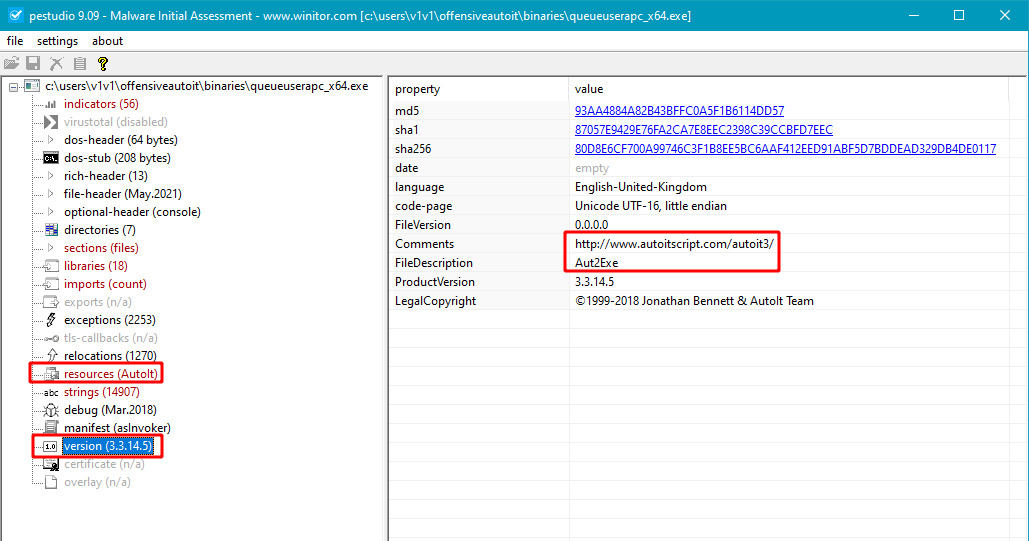 pestudio 9.09 - Malware Initial Assessment - www.winitor.com [c:\users\v1v1\offensiveautoit\binaries\queueuserapc_x64.exe]
file settings about
c:\users\v1v1\offensiveautoit\binaries\queueuserapc_x64.exe
indicators (56)
virustotal (disabled)
dos-header (64 bytes)
dos-stub (208 bytes)
rich-header (13)
file-header (May.2021)
optional-header (console)
directories (7)
sections (files)
libraries (18)
imports (count)
exports (n/a)
exceptions (2253)
tls-callbacks (n/a)
relocations (1270)
resources (AutoIt)
abc strings (14907)
debug (Mar.2018)
manifest (asInvoker)
1.0 version (3.3.14.5)
certificate (n/a)
overlay (n/a)
property value
md5 93AA4884A82B43BFFC0A5F1B6114DD57
sha1 87057E9429E76FA2CA7E8EEC2398C39CCBFD7EEC
sha256 80D8E6CF700A99746C3F1B8EE5BC6AAF412EED91ABF5D7BDDEAD329DB4DE0117
date empty
language English-United-Kingdom
code-page Unicode UTF-16, little endian
FileVersion 0.0.0.0
Comments http://www.autoitscript.com/autoit3/
FileDescription Aut2Exe
ProductVersion 3.3.14.5
LegalCopyright ©1999-2018 Jonathan Bennett & AutoIt Team